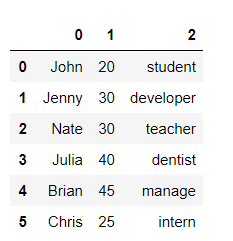 0 1 2
0 John 20 student
1 Jenny 30 developer
2 Nate 30 teacher
3 Julia 40 dentist
4 Brian 45 manage
5 Chris 25 intern